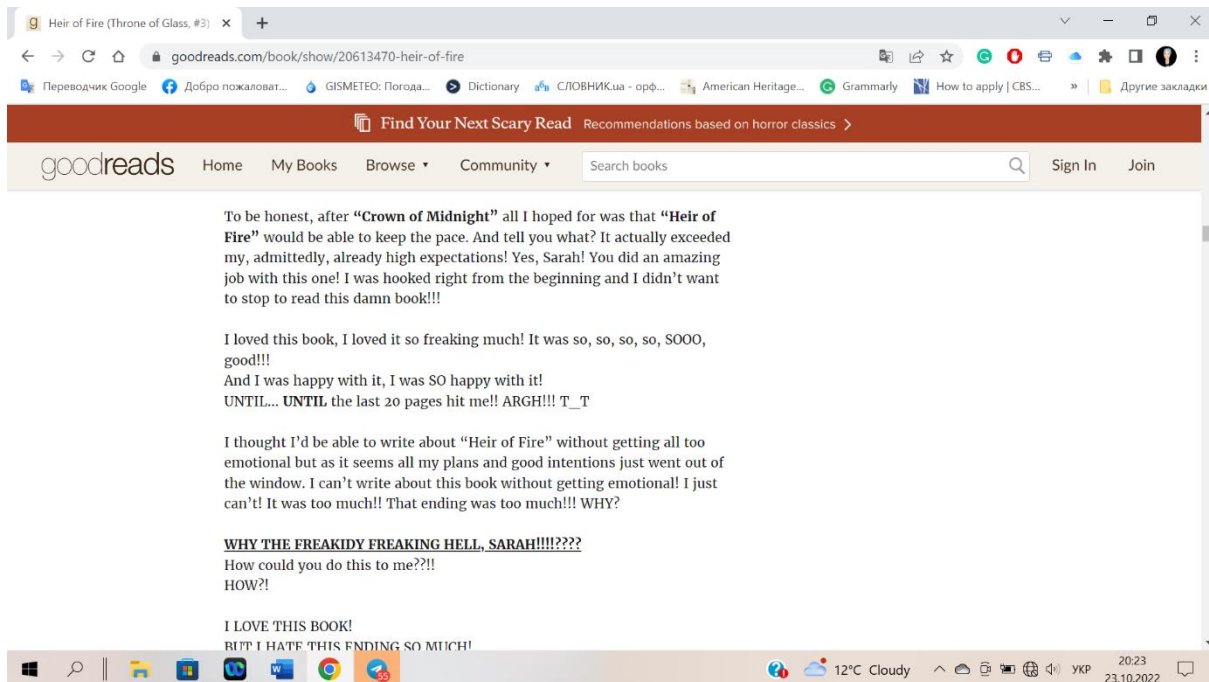 g Heir of Fire (Throne of Glass, #3)
goodreads.com/book/show/20613470-heir-of-fire
Переводчик Google Добро пожаловат... GISMETEO: Погода... Dictionary СЛОВНИК.ua - орф... American Heritage... Grammarly How to apply | CBS... » Другие закладки
Find Your Next Scary Read Recommendations based on horror classics >
goodreads Home My Books Browse ▾ Community ▾ Search books Sign In Join
To be honest, after “Crown of Midnight” all I hoped for was that “Heir of
Fire” would be able to keep the pace. And tell you what? It actually exceeded
my, admittedly, already high expectations! Yes, Sarah! You did an amazing
job with this one! I was hooked right from the beginning and I didn’t want
to stop to read this damn book!!!
I loved this book, I loved it so freaking much! It was so, so, so, so, SOOO,
good!!!
And I was happy with it, I was SO happy with it!
UNTIL... UNTIL the last 20 pages hit me!! ARGH!!! T_T
I thought I’d be able to write about “Heir of Fire” without getting all too
emotional but as it seems all my plans and good intentions just went out of
the window. I can’t write about this book without getting emotional! I just
can’t! It was too much!! That ending was too much!!! WHY?
WHY THE FREAKIDY FREAKING HELL, SARAH!!!!????
How could you do this to me??!!
HOW?!
I LOVE THIS BOOK!
BUT I HATE THIS ENDING SO MUCH!
55 12°C Cloudy УКР 20:23
23.10.2022